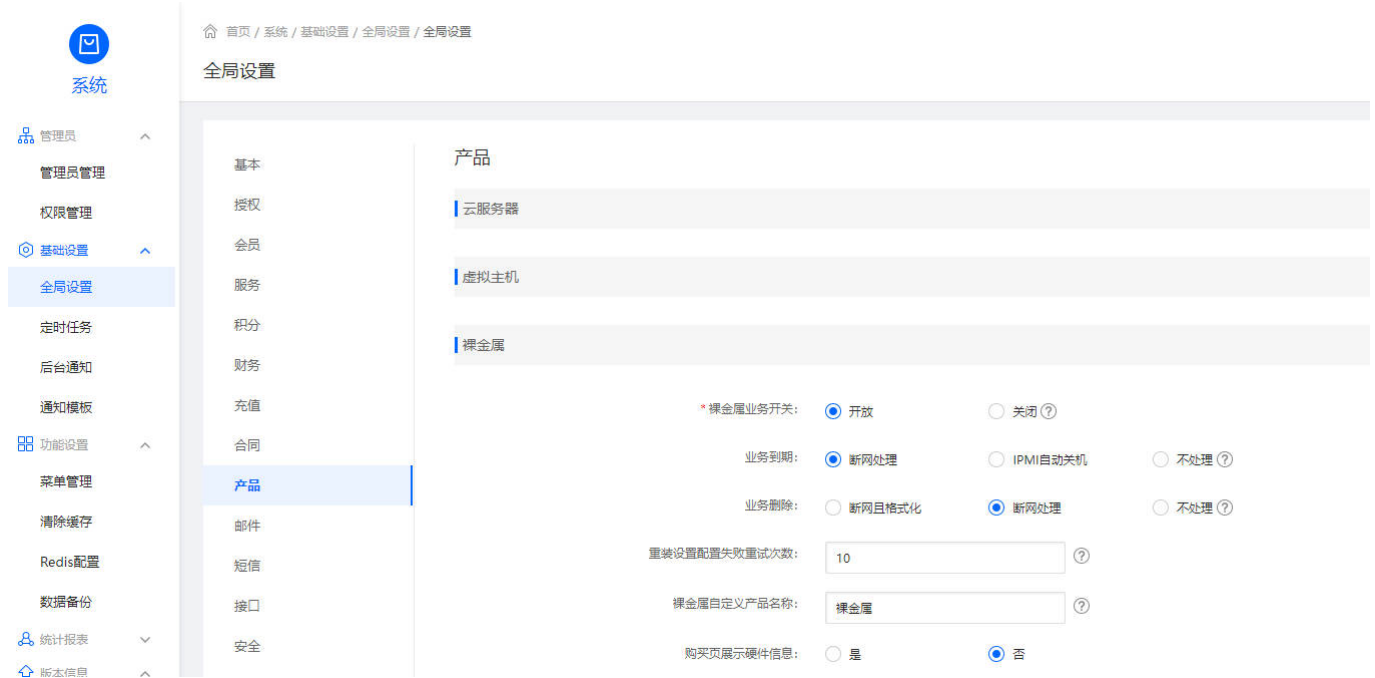 系统
管理员
管理员管理
权限管理
基础设置
全局设置
定时任务
后台通知
通知模板
功能设置
菜单管理
清除缓存
Redis配置
数据备份
统计报表
版本信息
首页 / 系统 / 基础设置 / 全局设置 / 全局设置
全局设置
基本
授权
会员
服务
积分
财务
充值
合同
产品
邮件
短信
接口
安全
产品
云服务器
虚拟主机
裸金属
* 裸金属业务开关： 开放 关闭 ?
业务到期： 断网处理 IPMI自动关机 不处理 ?
业务删除： 断网且格式化 断网处理 不处理 ?
重装设置配置失败重试次数： 10 ?
裸金属自定义产品名称： 裸金属 ?
购买页展示硬件信息： 是 否